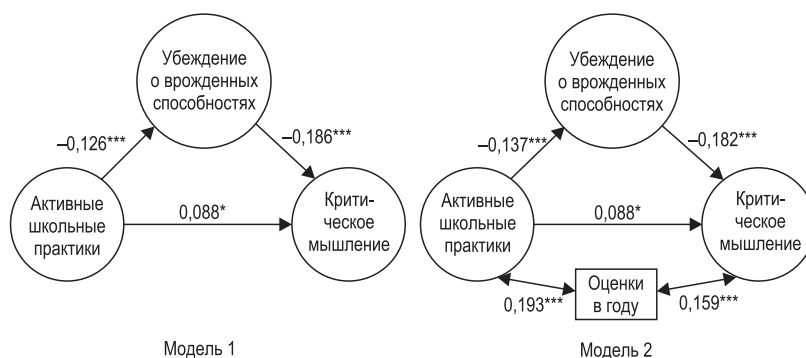 Убеждение
о врожденных
способностях
–0,126***
–0,186***
Активные
школьные
практики
0,088*
Крити-
ческое
мышление
Модель 1
Убеждение
о врожденных
способностях
–0,137***
–0,182***
Активные
школьные
практики
0,088*
Крити-
ческое
мышление
Оценки
в году
0,193***
0,159***
Модель 2